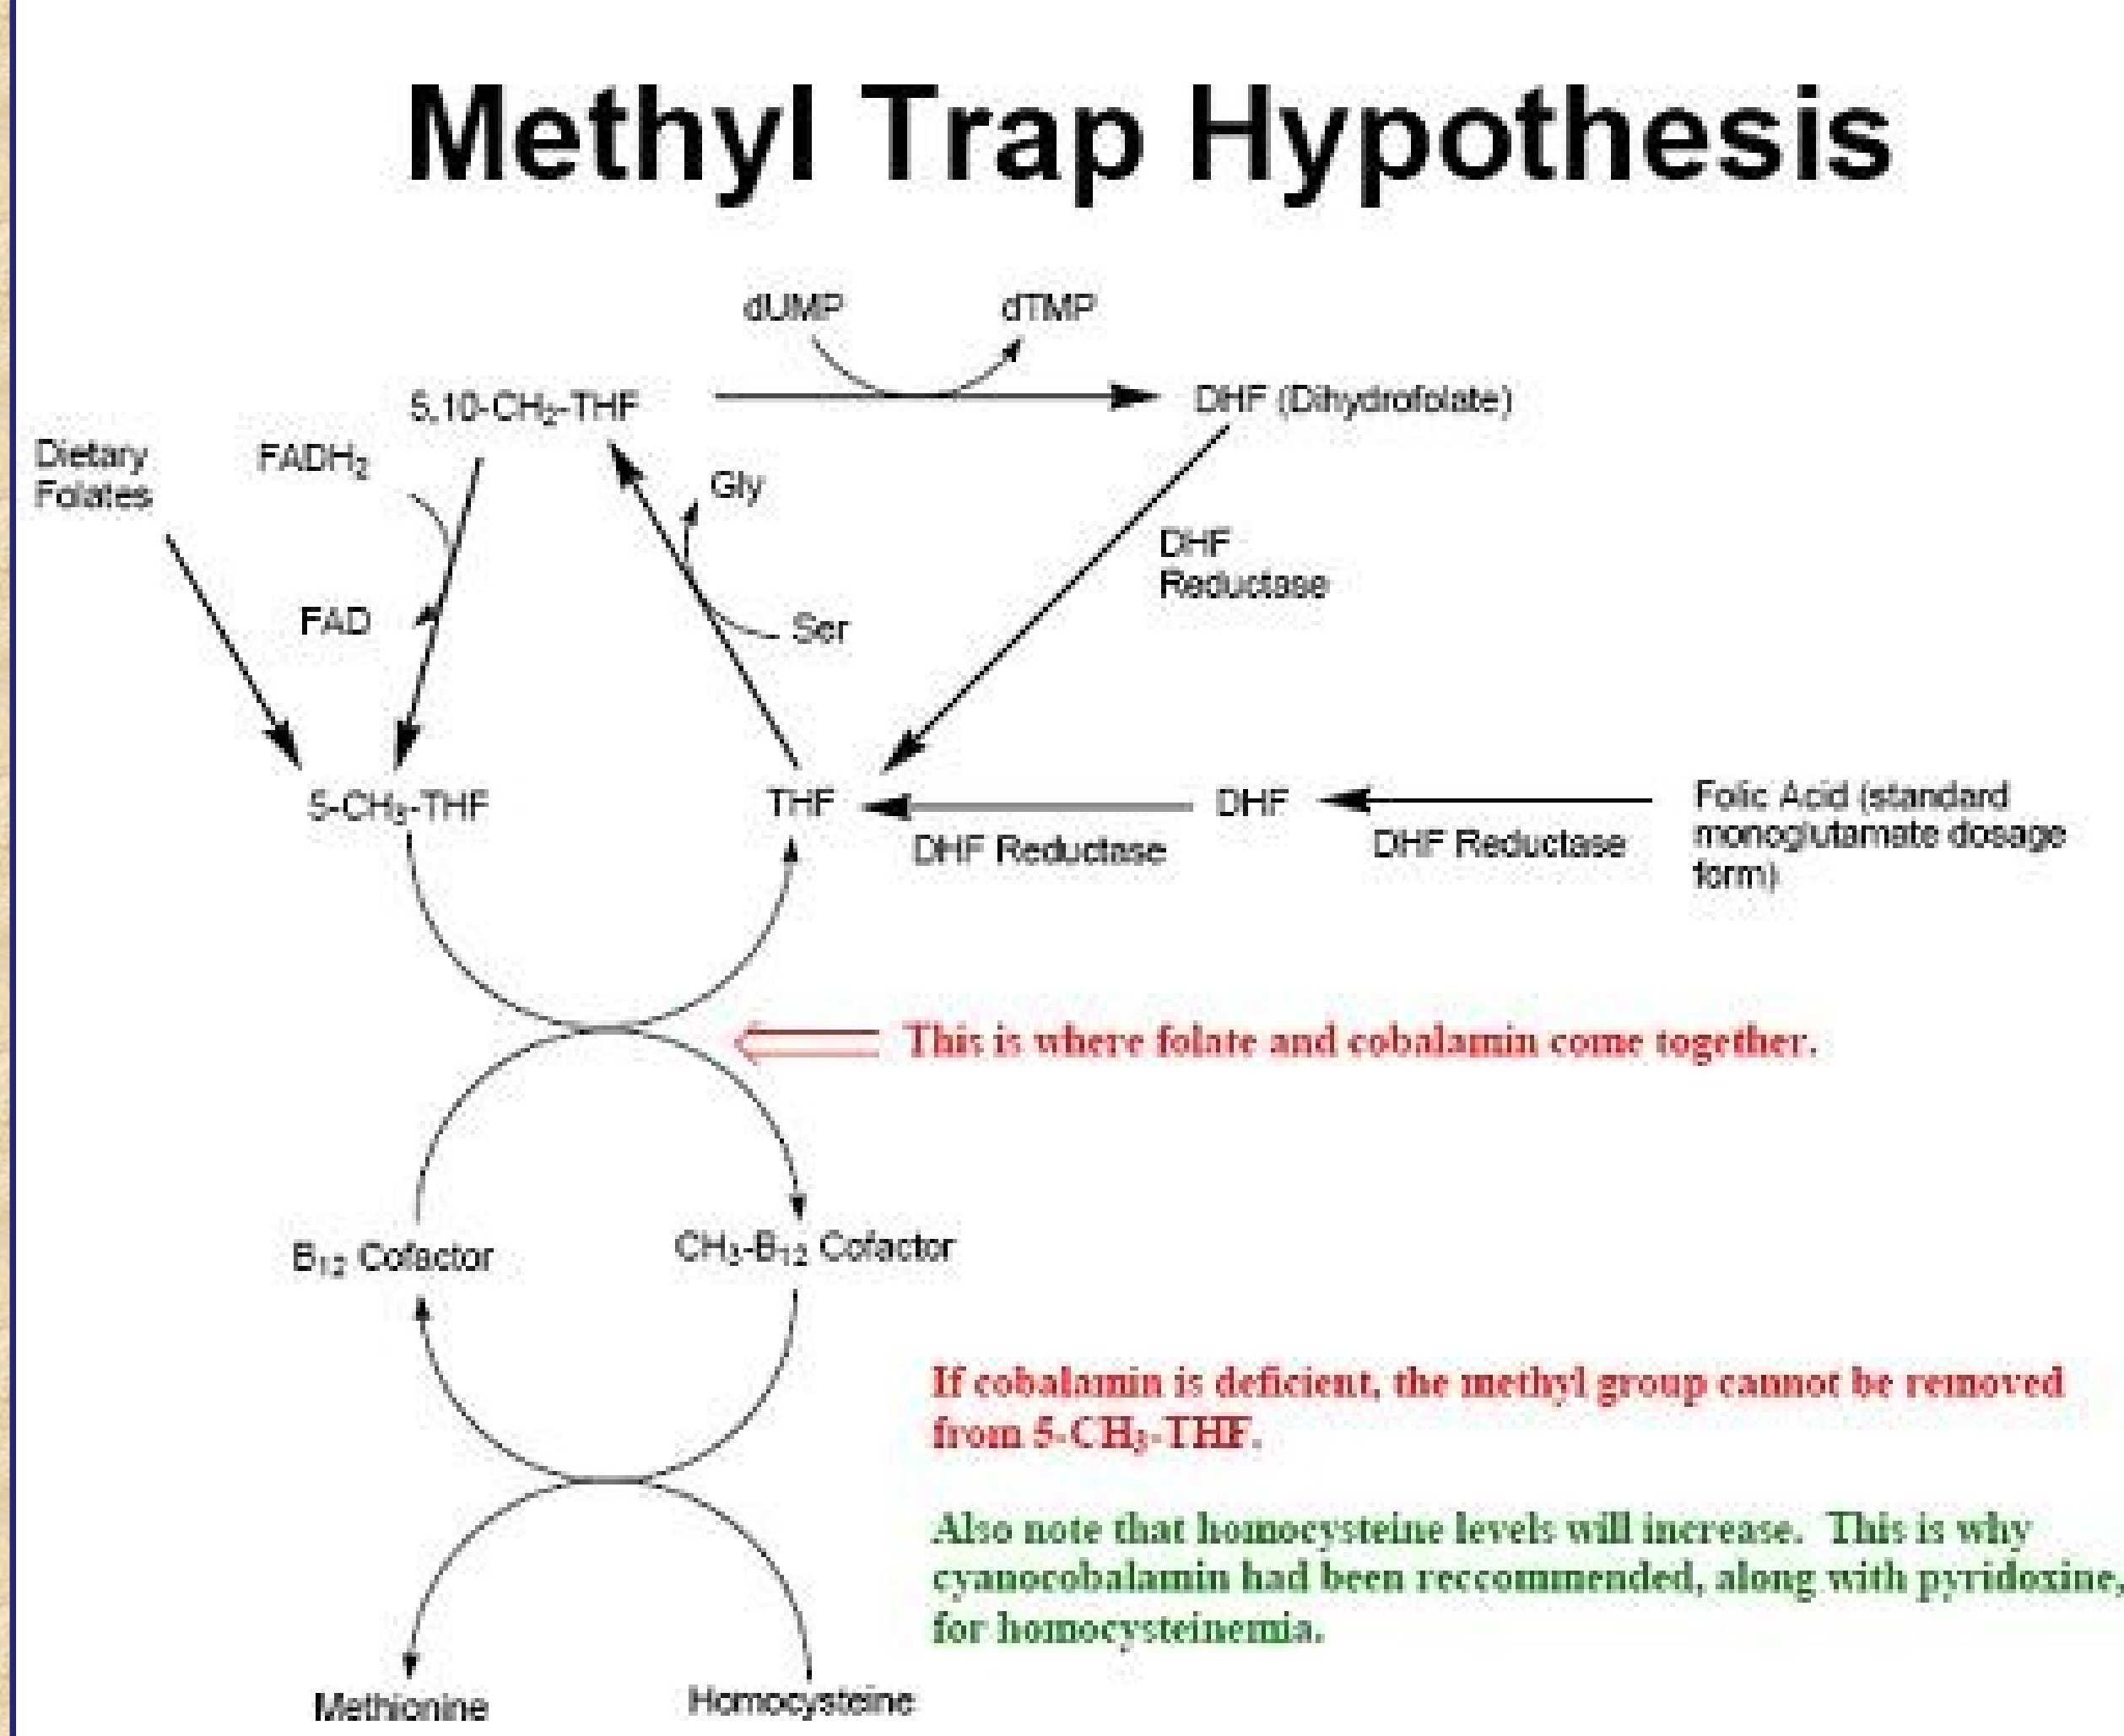 Methyl Trap Hypothesis
dUMP
dTMP
5,10-CH₂-THF
DHF (Dihydrofolate)
Dietary
Folates
FADH₂
Gly
DHF
Reductase
FAD
Ser
5-CH₃-THF
THF
DHF
Folic Acid (standard
monoglutamate dosage
form)
DHF Reductase
DHF Reductase
This is where folate and cobalamin come together.
B₁₂ Cofactor
CH₃-B₁₂ Cofactor
If cobalamin is deficient, the methyl group cannot be removed
from 5-CH₃-THF.
Also note that homocysteine levels will increase. This is why
cyanocobalamin had been reccommended, along with pyridoxine,
for homocysteinemia.
Methionine
Homocysteine